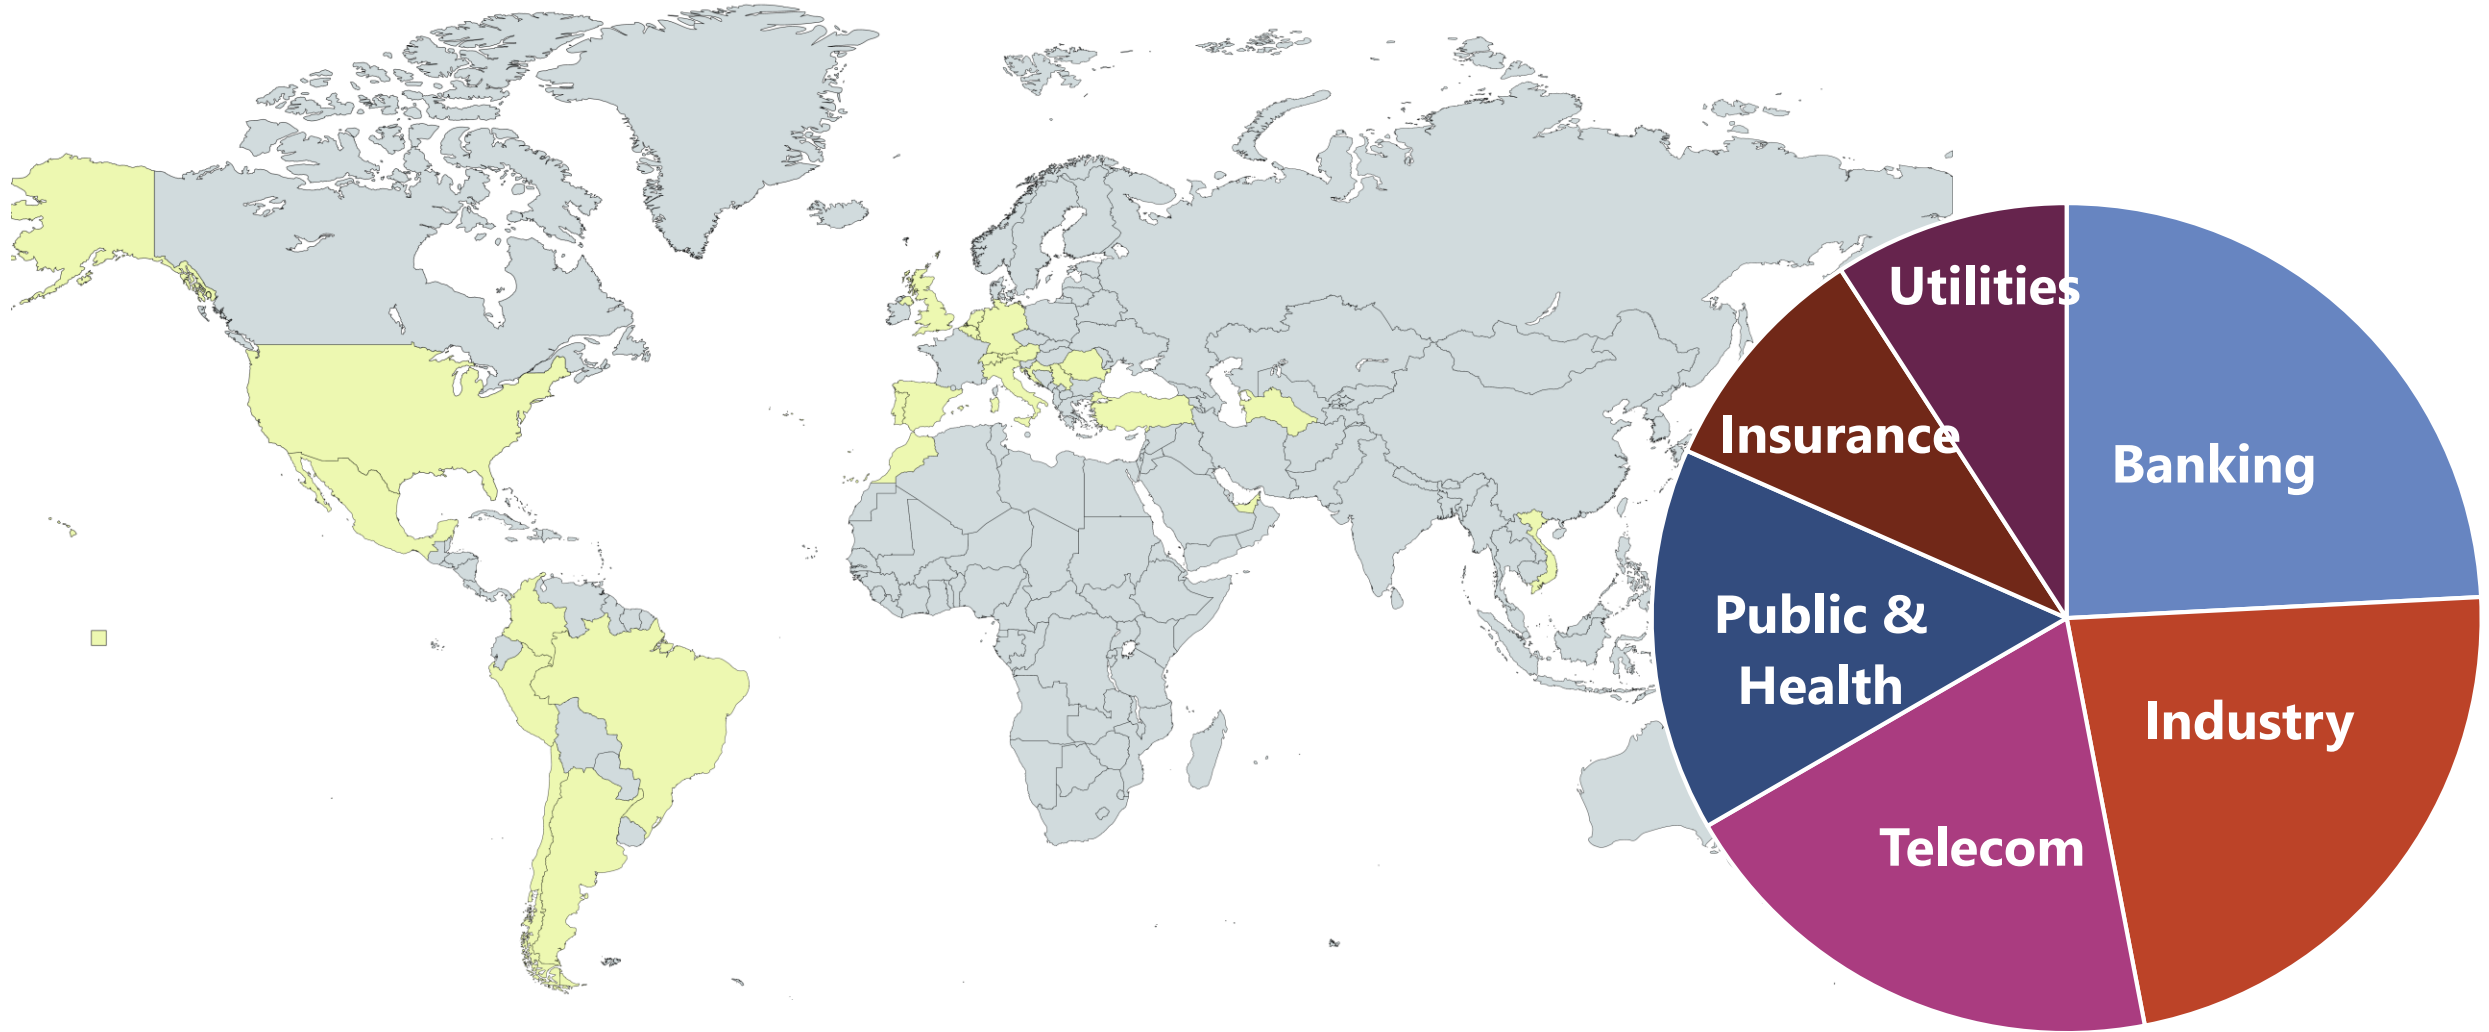 Utilities
Banking
Insurance
Public &
Health
Industry
Telecom